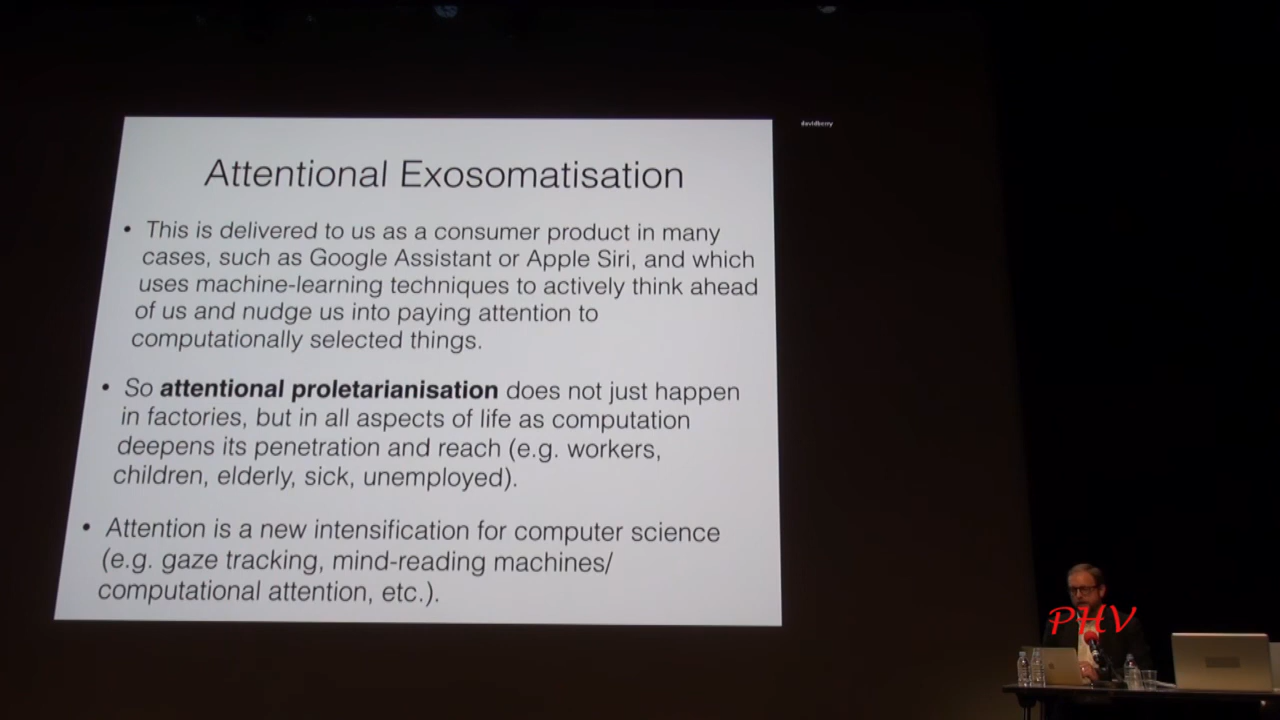 davidberry
Attentional Exosomatisation
• This is delivered to us as a consumer product in many
cases, such as Google Assistant or Apple Siri, and which
uses machine-learning techniques to actively think ahead
of us and nudge us into paying attention to
computationally selected things.
• So attentional proletarianisation does not just happen
in factories, but in all aspects of life as computation
deepens its penetration and reach (e.g. workers,
children, elderly, sick, unemployed).
• Attention is a new intensification for computer science
(e.g. gaze tracking, mind-reading machines/
computational attention, etc.).
PHV